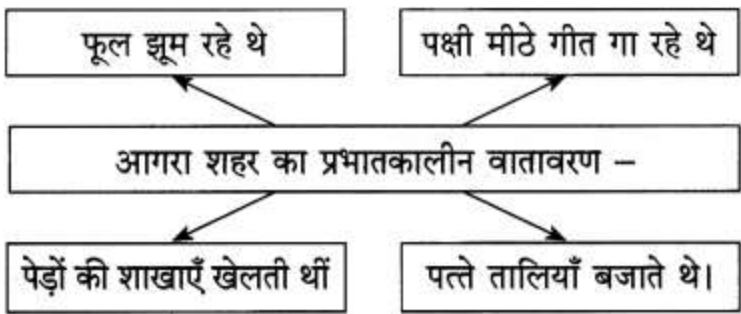 फूल झूम रहे थे
पक्षी मीठे गीत गा रहे थे
आगरा शहर का प्रभातकालीन वातावरण –
पेड़ों की शाखाएँ खेलती थीं
पत्ते तालियाँ बजाते थे।